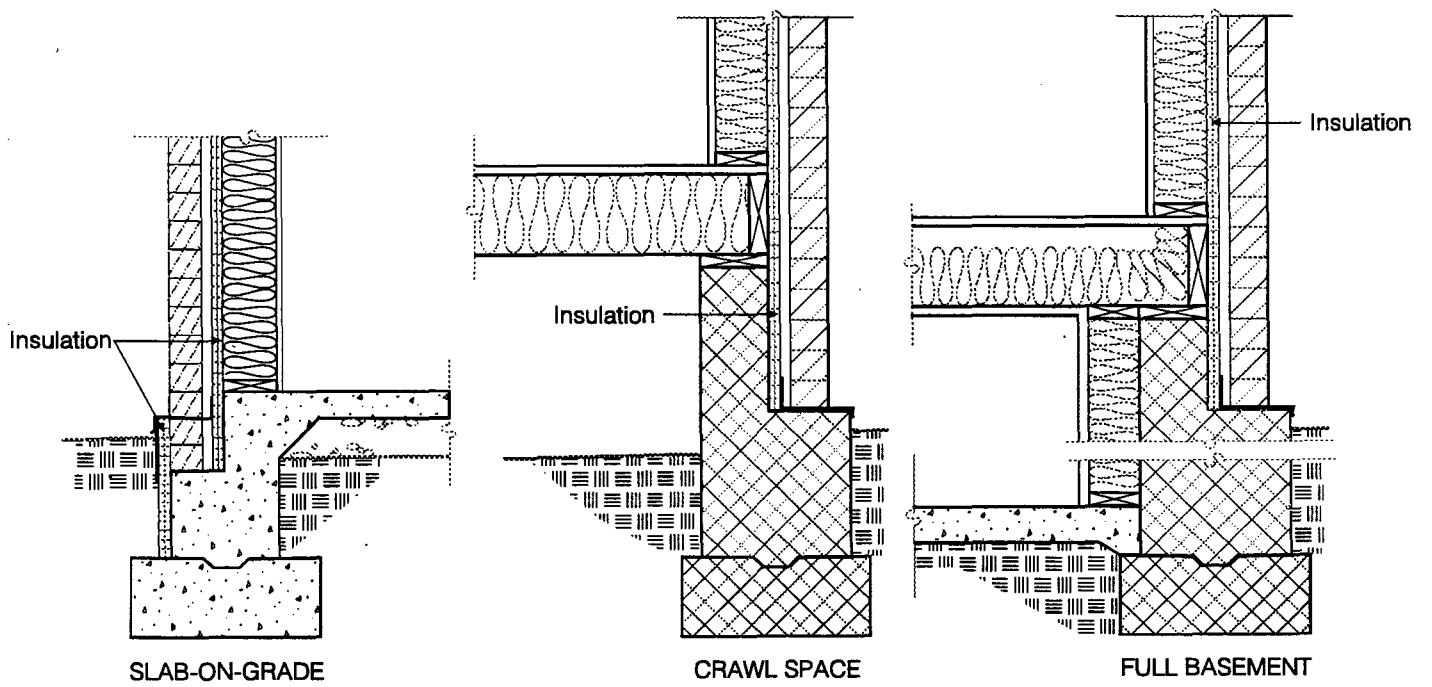 Insulation
Insulation
Insulation
SLAB-ON-GRADE
CRAWL SPACE
FULL BASEMENT